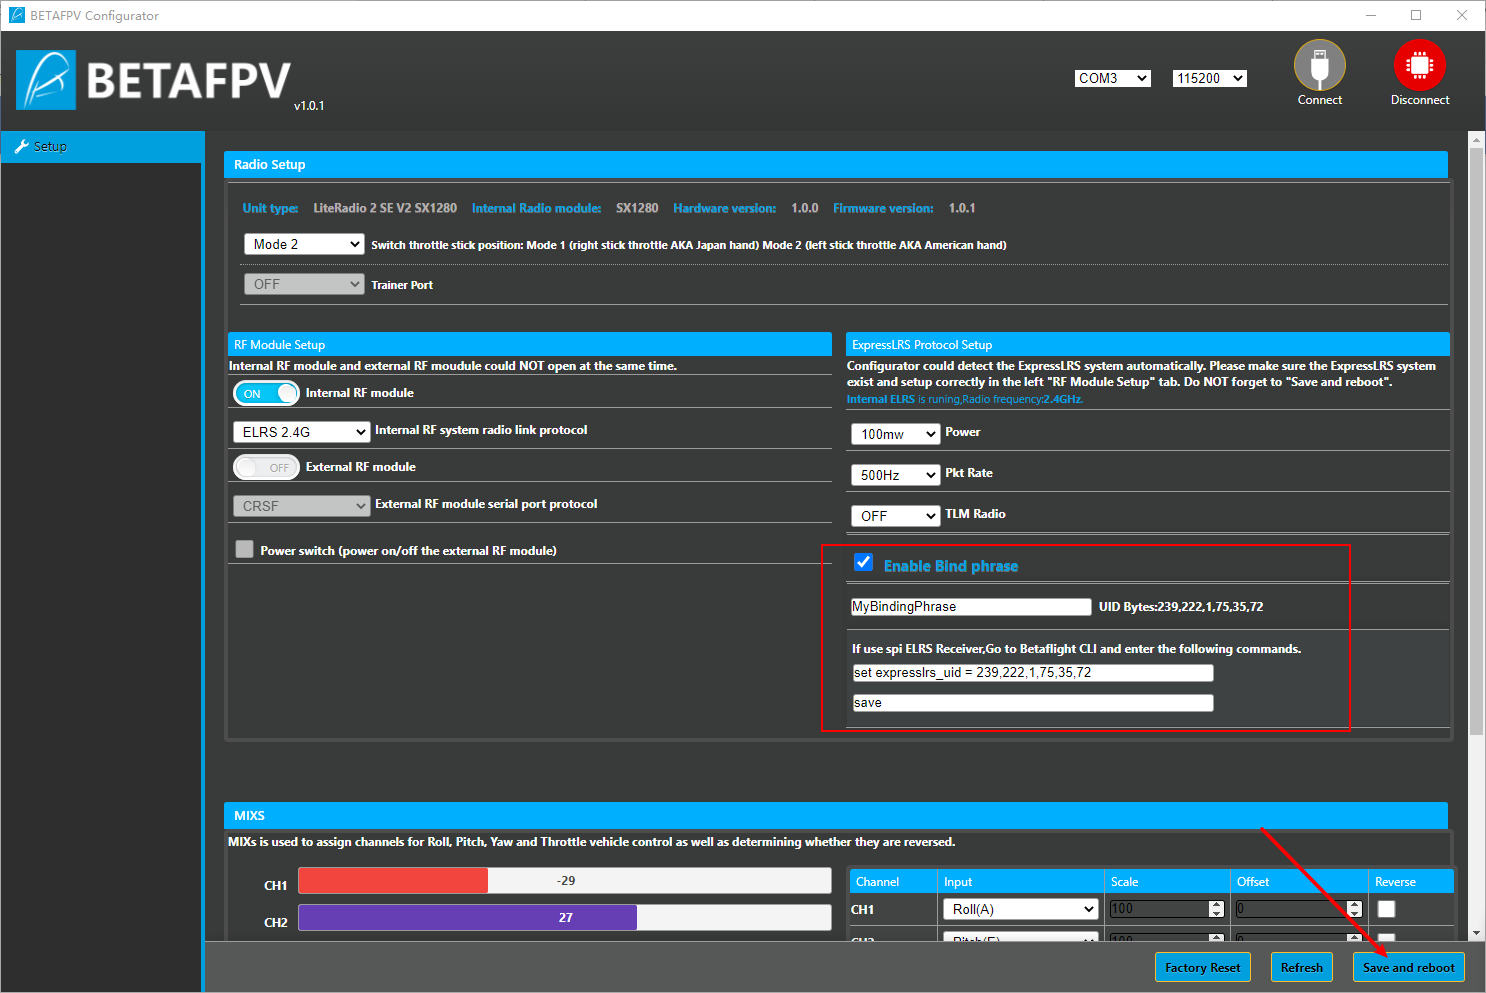 BETAFPV Configurator
BETAFPV v1.0.1
COM3 115200 Connect Disconnect
Setup
Radio Setup
Unit type: LiteRadio 2 SE V2 SX1280 Internal Radio module: SX1280 Hardware version: 1.0.0 Firmware version: 1.0.1
Mode 2 Switch throttle stick position: Mode 1 (right stick throttle AKA Japan hand) Mode 2 (left stick throttle AKA American hand)
OFF Trainer Port
RF Module Setup
Internal RF module and external RF moudule could NOT open at the same time.
ON Internal RF module
ELRS 2.4G Internal RF system radio link protocol
OFF External RF module
CRSF External RF module serial port protocol
Power switch (power on/off the external RF module)
ExpressLRS Protocol Setup
Configurator could detect the ExpressLRS system automatically. Please make sure the ExpressLRS system
exist and setup correctly in the left "RF Module Setup" tab. Do NOT forget to "Save and reboot".
Internal ELRS is runing,Radio frequency:2.4GHz.
100mw Power
500Hz Pkt Rate
OFF TLM Radio
Enable Bind phrase
MyBindingPhrase UID Bytes:239,222,1,75,35,72
If use spi ELRS Receiver,Go to Betaflight CLI and enter the following commands.
set expresslrs_uid = 239,222,1,75,35,72
save
MIXS
MIXs is used to assign channels for Roll, Pitch, Yaw and Throttle vehicle control as well as determining whether they are reversed.
CH1 -29
CH2 27
Channel Input Scale Offset Reverse
CH1 Roll(A) 100 0
CH2 Pitch(E) 100 0
Factory Reset Refresh Save and reboot